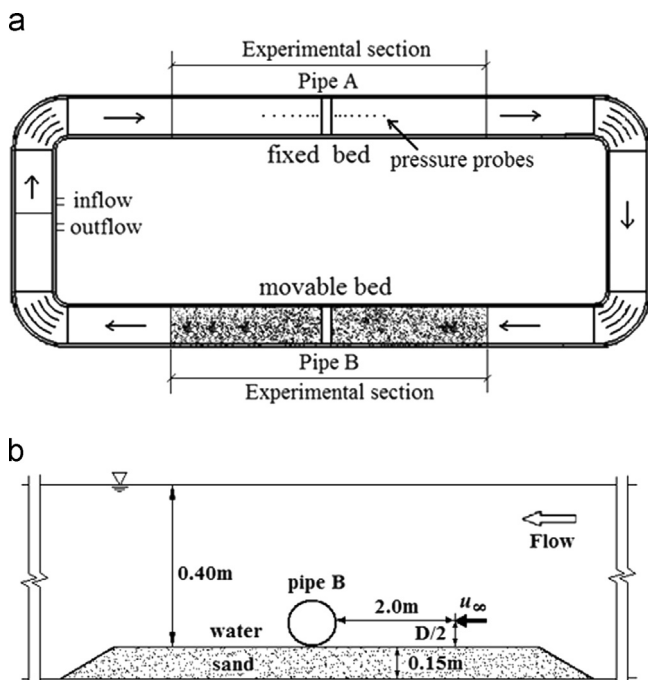 a
Experimental section
Pipe A
fixed bed
pressure probes
inflow
outflow
movable bed
Pipe B
Experimental section
b
0.40m
Flow
pipe B
2.0m
u∞
D/2
water
sand
0.15m